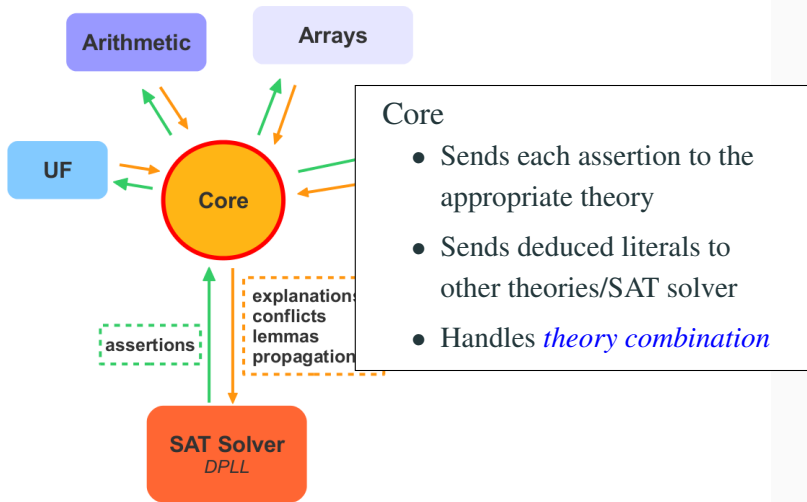 Arithmetic
Arrays
UF
Core
Core
• Sends each assertion to the
appropriate theory
• Sends deduced literals to
other theories/SAT solver
• Handles theory combination
assertions
explanations
conflicts
lemmas
propagation
SAT Solver
DPLL